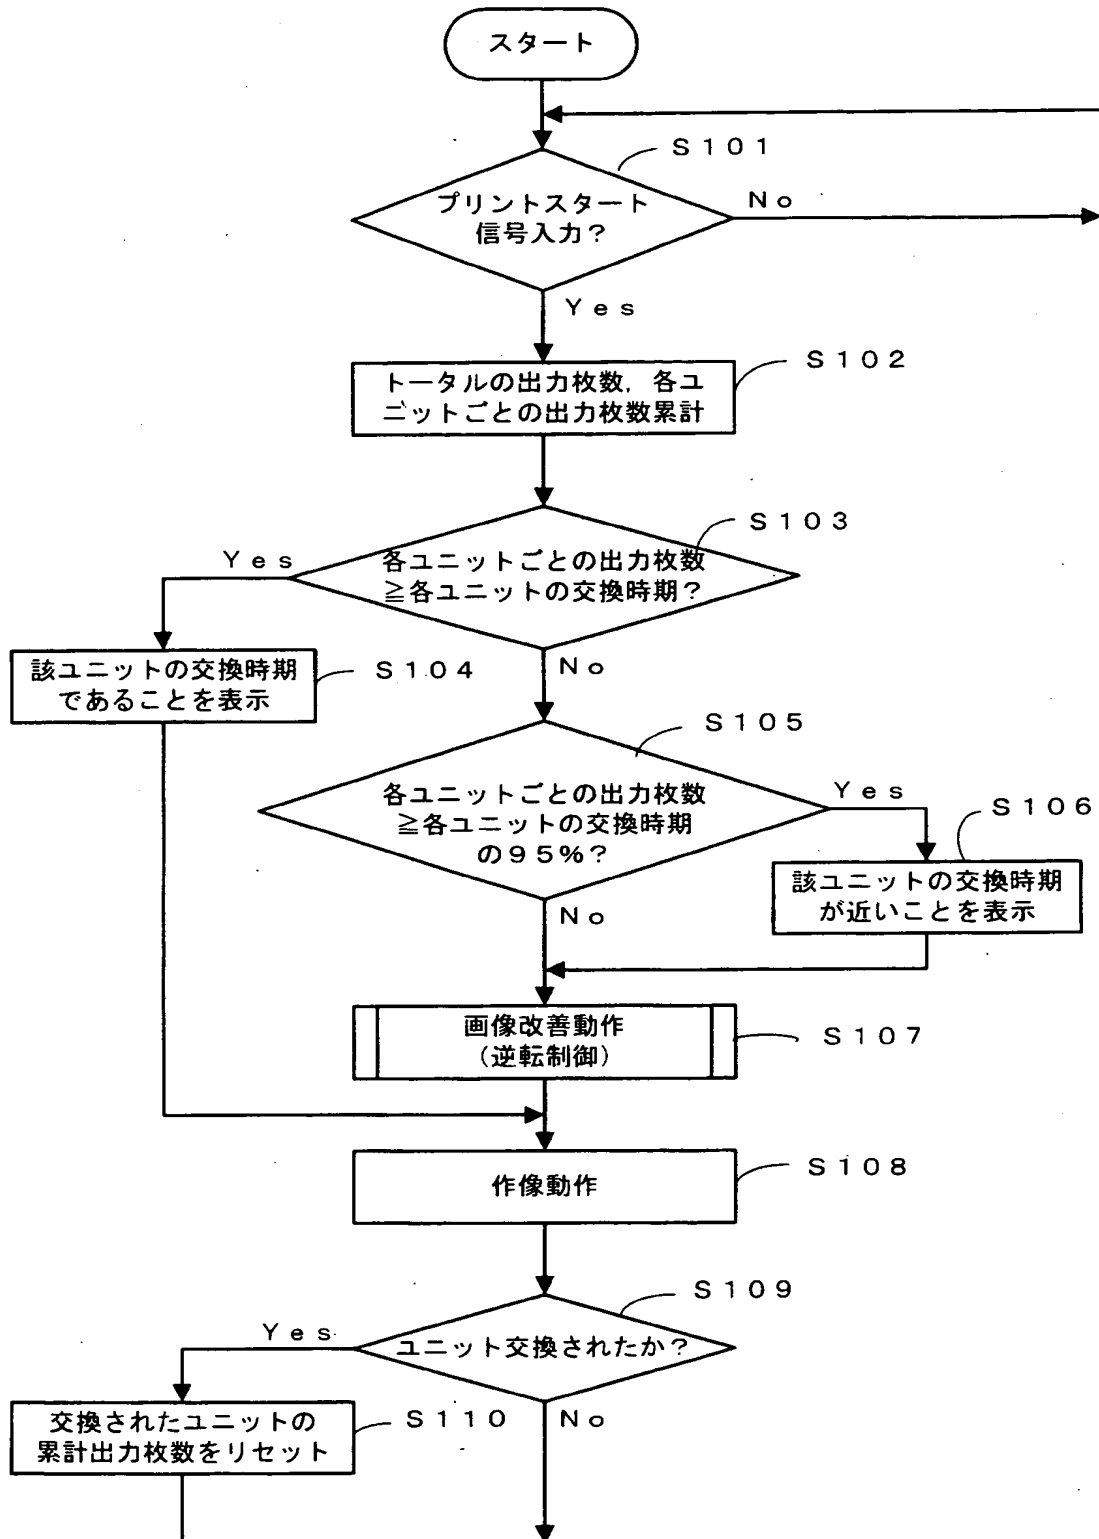 スタート
S101
プリントスタート
信号入力?
No
Yes
S102
トータルの出力枚数,各ユ
ニットごとの出力枚数累計
S103
各ユニットごとの出力枚数
≧各ユニットの交換時期?
Yes
No
該ユニットの交換時期
であることを表示
S104
S105
各ユニットごとの出力枚数
≧各ユニットの交換時期
の95%?
Yes
No
S106
該ユニットの交換時期
が近いことを表示
画像改善動作
(逆転制御)
S107
作像動作
S108
S109
ユニット交換されたか?
Yes
No
交換されたユニットの
累計出力枚数をリセット
S110